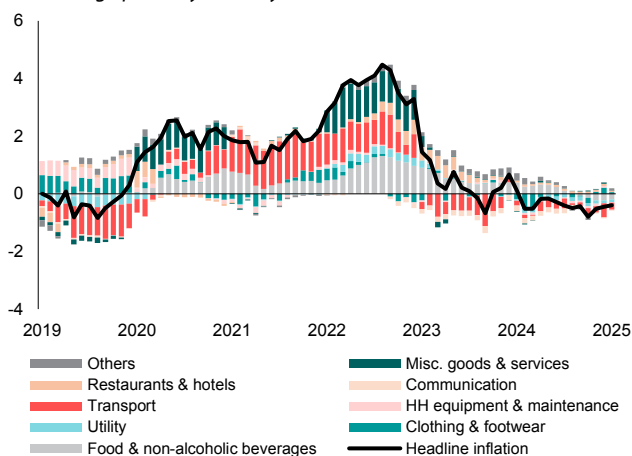 6
4
2
0
-2
-4
2019 2020 2021 2022 2023 2024 2025
Others Misc. goods & services
Restaurants & hotels Communication
Transport HH equipment & maintenance
Utility Clothing & footwear
Food & non-alcoholic beverages Headline inflation